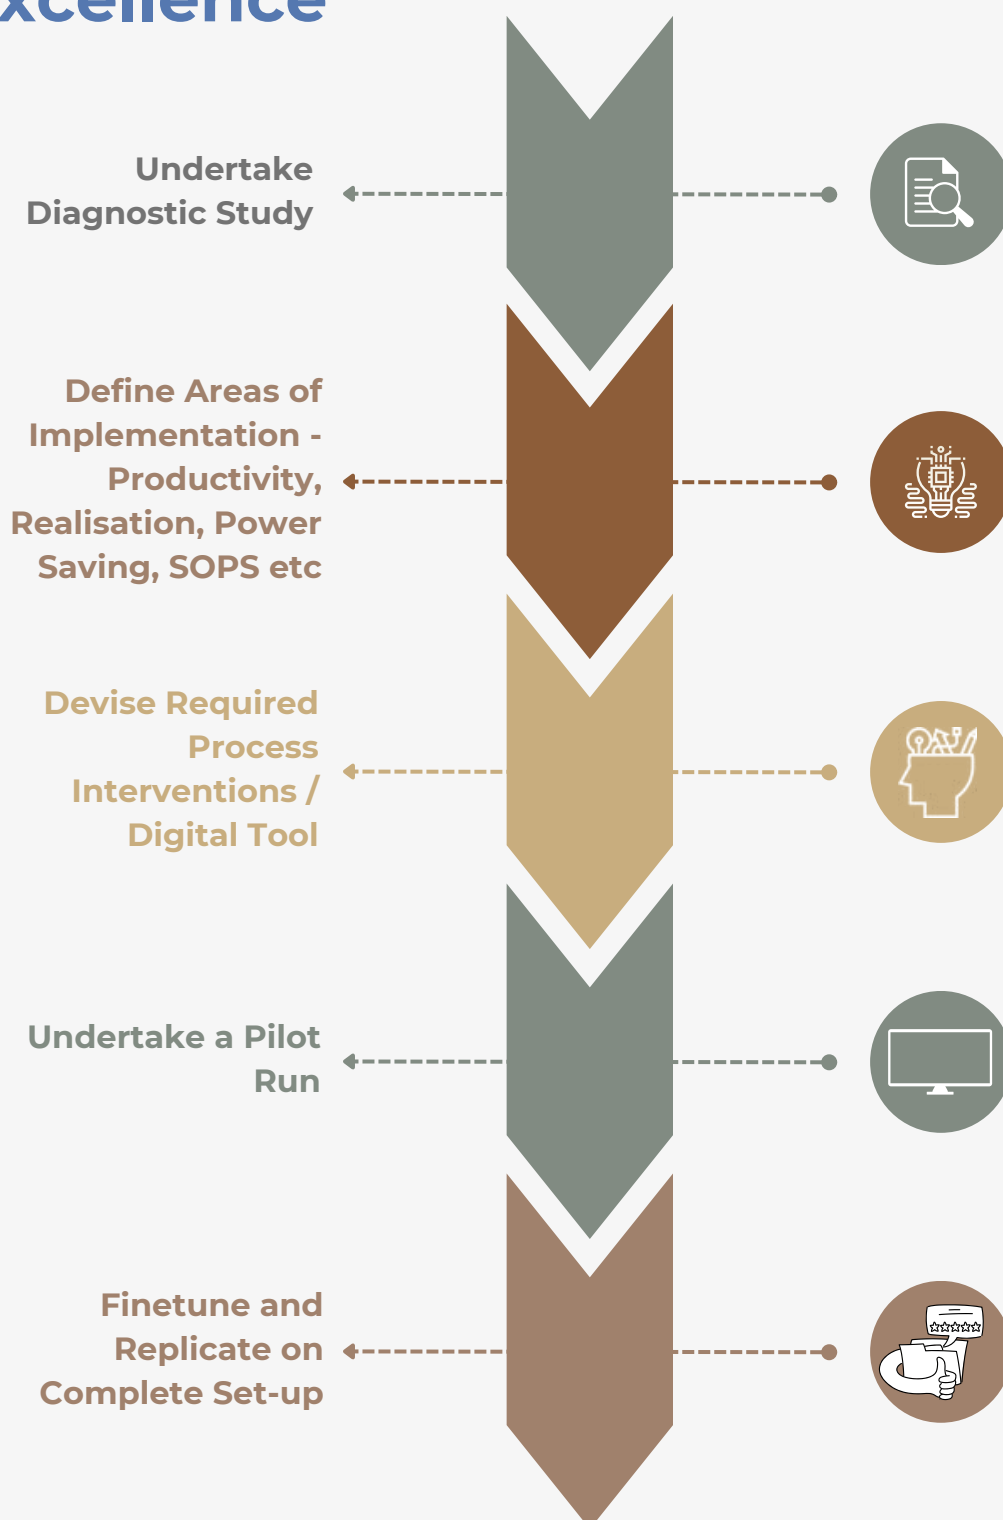 xcellence
Undertake
Diagnostic Study
Define Areas of
Implementation -
Productivity,
Realisation, Power
Saving, SOPS etc
Devise Required
Process
Interventions /
Digital Tool
Undertake a Pilot
Run
Finetune and
Replicate on
Complete Set-up